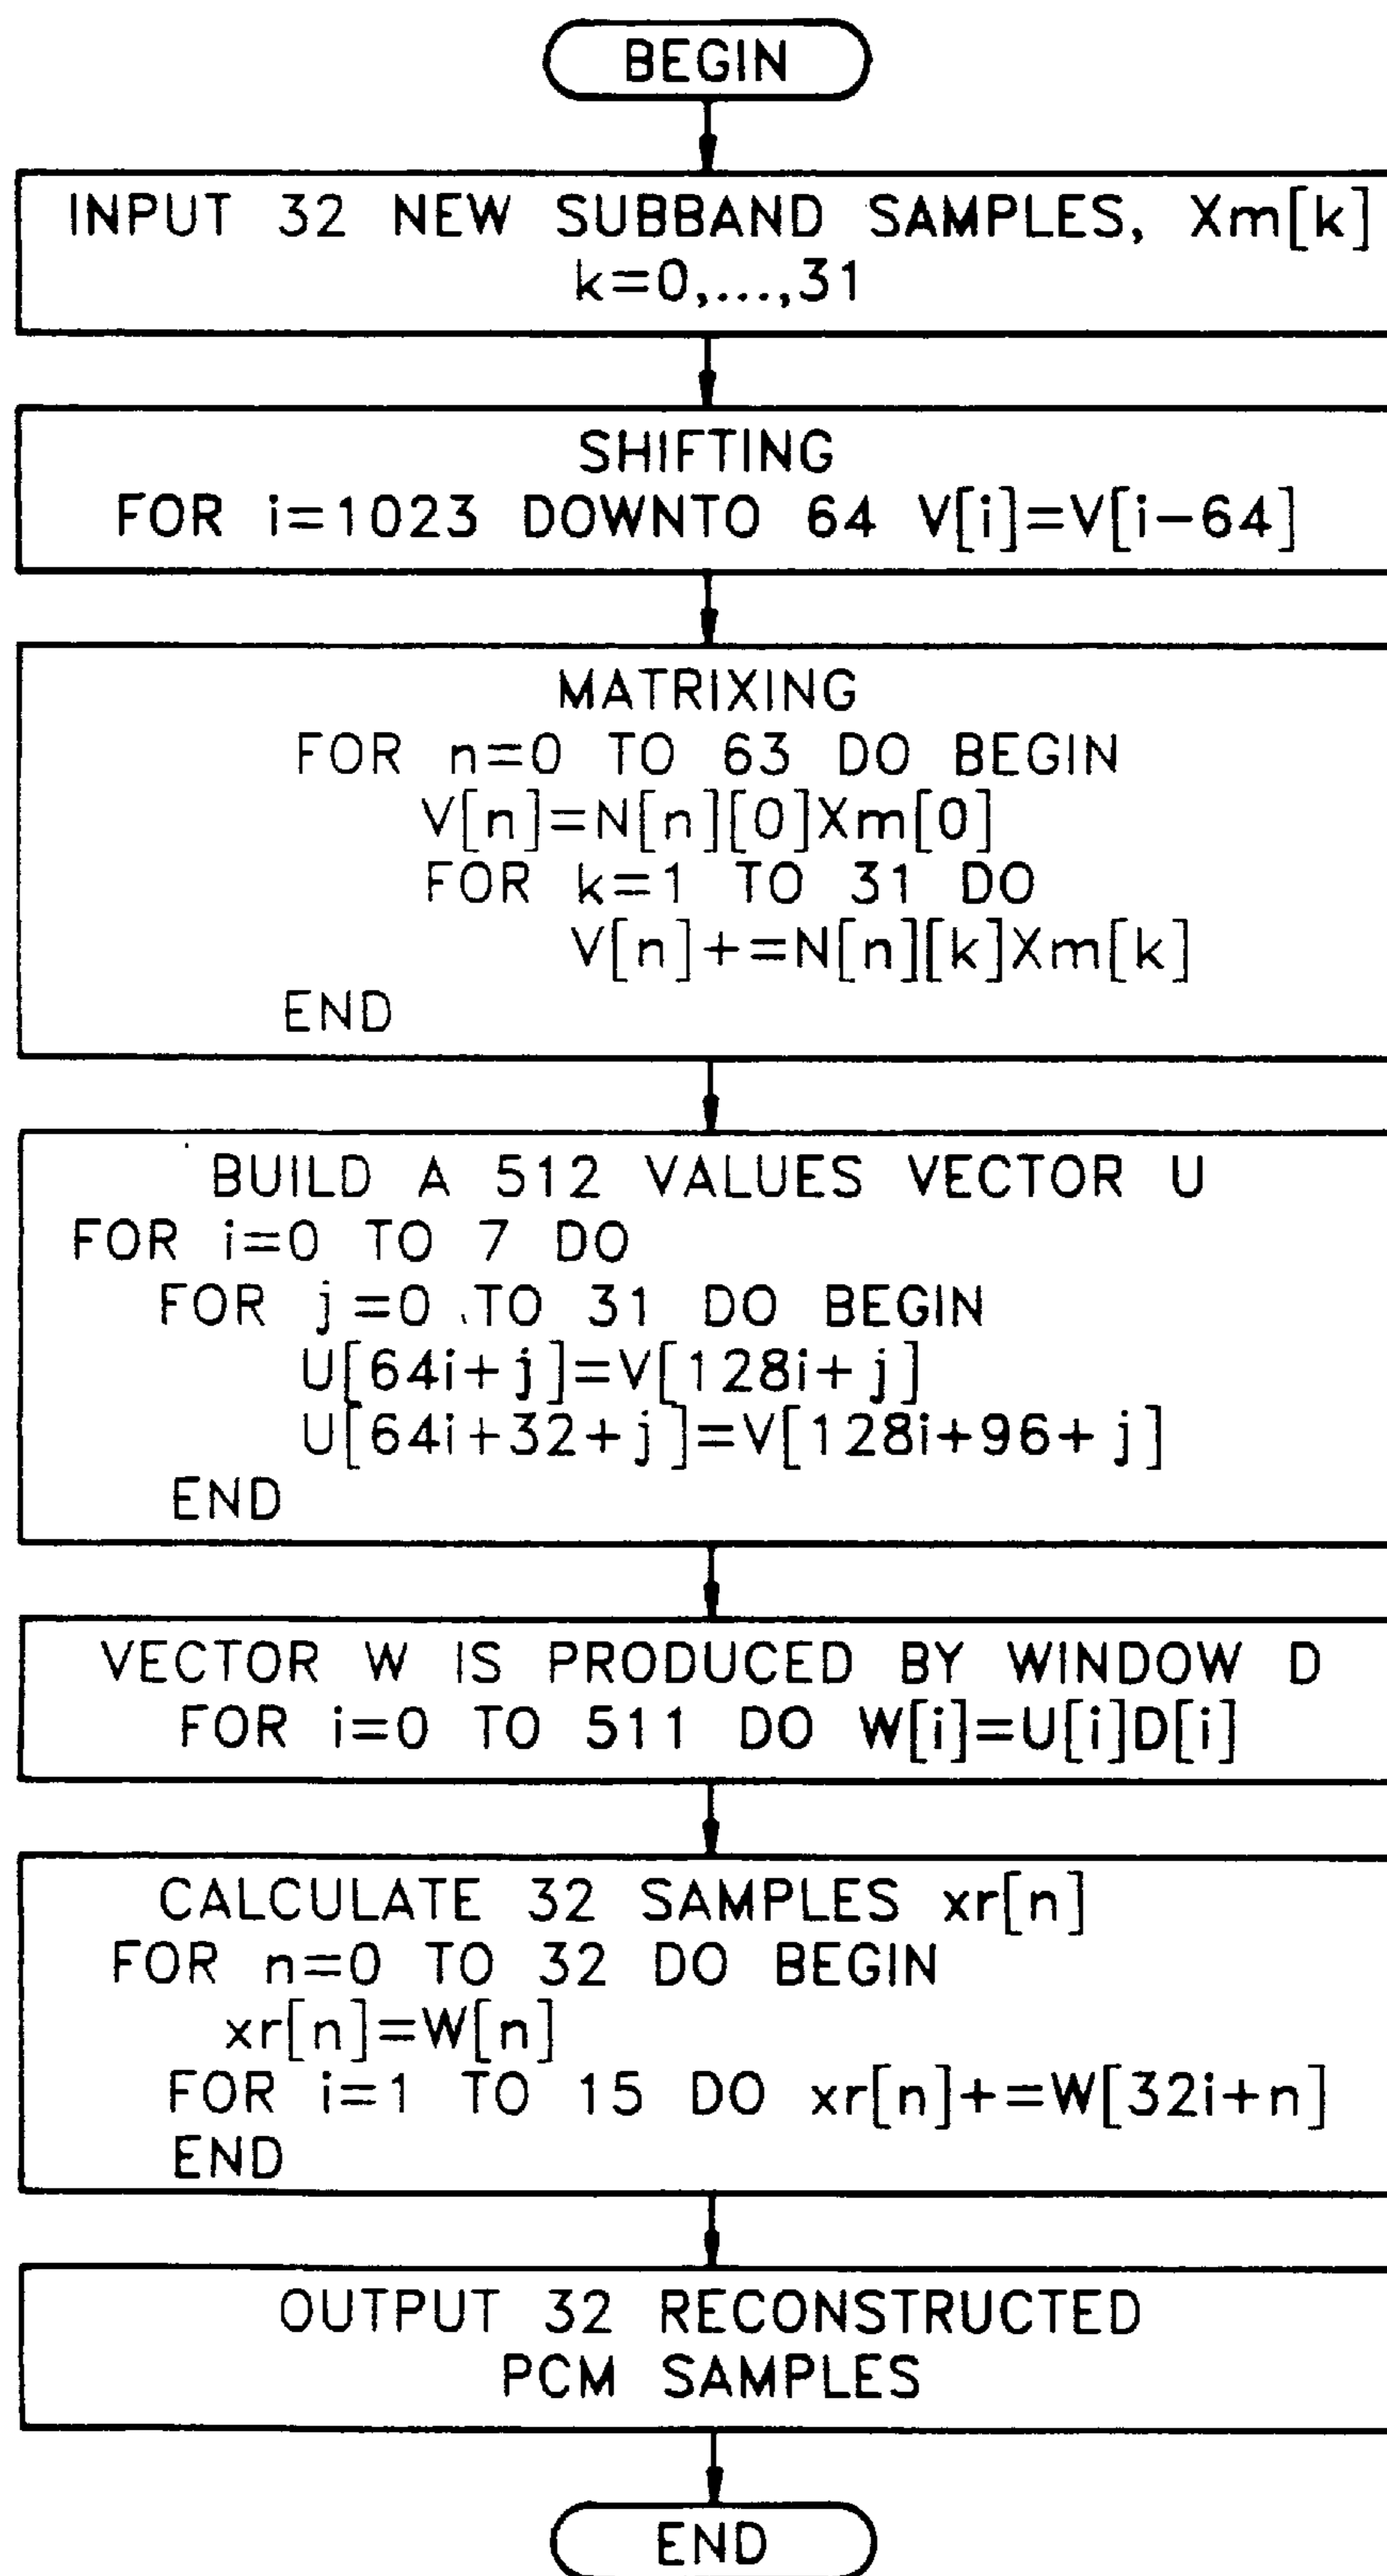 BEGIN
INPUT 32 NEW SUBBAND SAMPLES, Xm[k]
k=0,...,31
SHIFTING
FOR i=1023 DOWNTO 64 V[i]=V[i-64]
MATRIXING
FOR n=0 TO 63 DO BEGIN
V[n]=N[n][0]Xm[0]
FOR k=1 TO 31 DO
V[n]+=N[n][k]Xm[k]
END
BUILD A 512 VALUES VECTOR U
FOR i=0 TO 7 DO
FOR j=0 TO 31 DO BEGIN
U[64i+j]=V[128i+j]
U[64i+32+j]=V[128i+96+j]
END
VECTOR W IS PRODUCED BY WINDOW D
FOR i=0 TO 511 DO W[i]=U[i]D[i]
CALCULATE 32 SAMPLES xr[n]
FOR n=0 TO 32 DO BEGIN
xr[n]=W[n]
FOR i=1 TO 15 DO xr[n]+=W[32i+n]
END
OUTPUT 32 RECONSTRUCTED
PCM SAMPLES
END